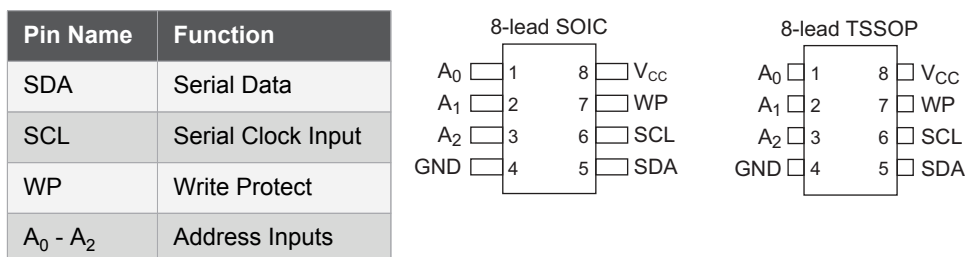 Pin Name Function
SDA Serial Data
SCL Serial Clock Input
WP Write Protect
A0 - A2 Address Inputs
8-lead SOIC
A0 1 8 VCC
A1 2 7 WP
A2 3 6 SCL
GND 4 5 SDA
8-lead TSSOP
A0 1 8 VCC
A1 2 7 WP
A2 3 6 SCL
GND 4 5 SDA